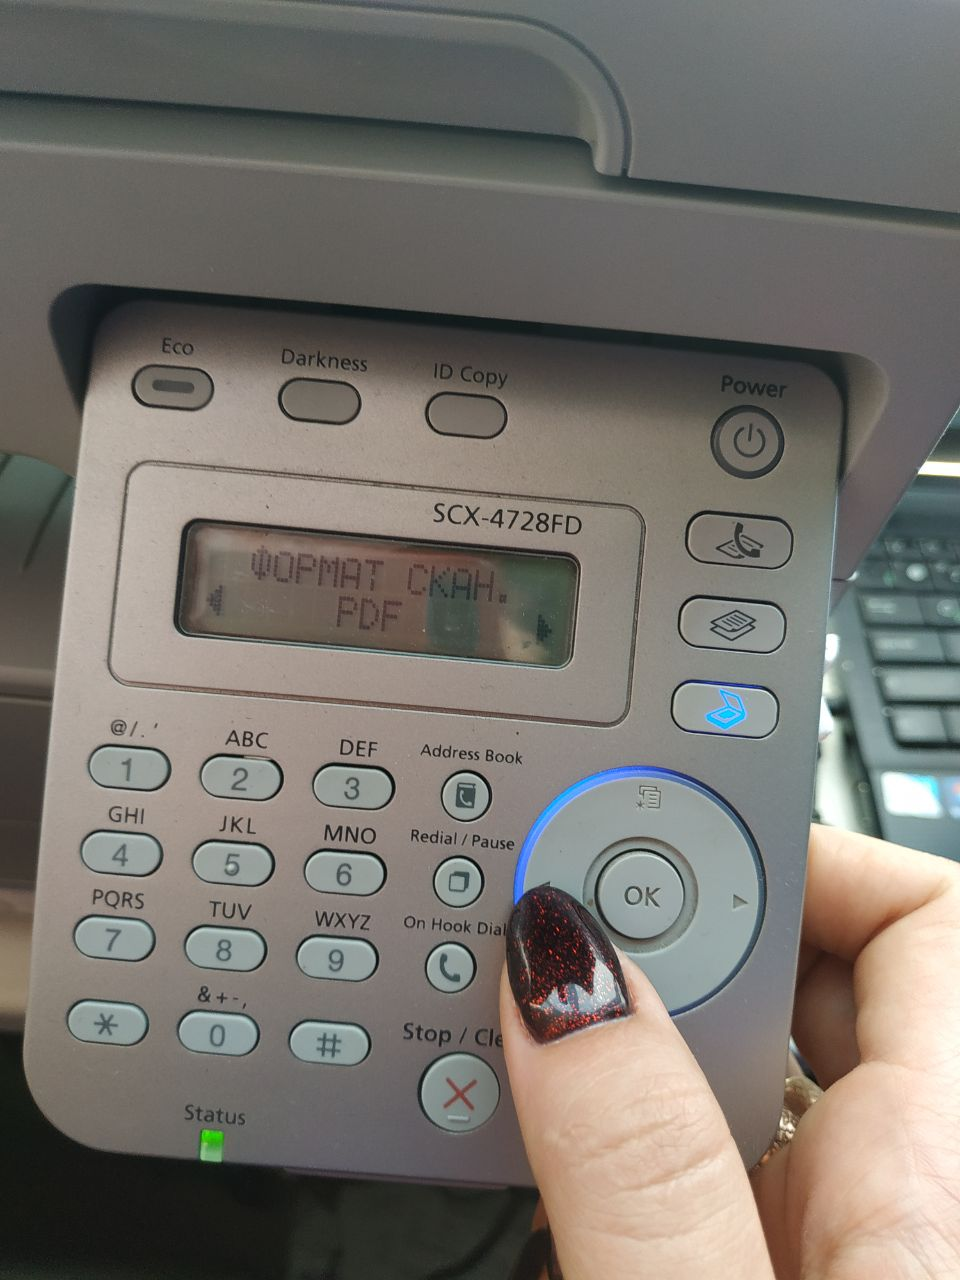 Eco
Darkness
ID Copy
Power
SCX-4728FD
ФОРМАТ СКАН.
PDF
@/.'
ABC
DEF
Address Book
1
2
3
GHI
JKL
MNO
Redial / Pause
4
5
6
OK
PQRS
TUV
WXYZ
On Hook Dial
7
8
9
&+-,
*
0
#
Stop / Cle
Status